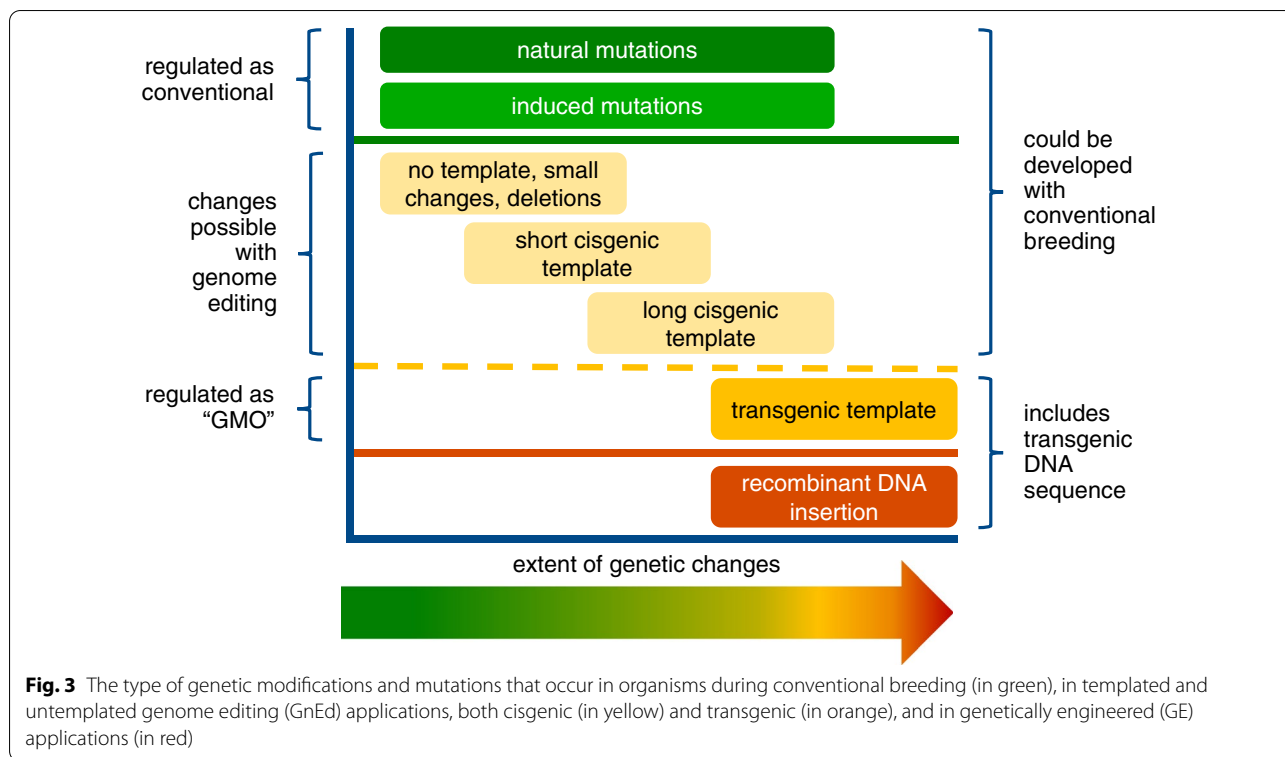 regulated as
conventional
natural mutations
induced mutations
changes
possible
with
genome
editing
no template, small
changes, deletions
short cisgenic
template
long cisgenic
template
could be
developed
with
conventional
breeding
regulated as
“GMO”
transgenic template
recombinant DNA
insertion
includes
transgenic
DNA
sequence
extent of genetic changes
Fig. 3 The type of genetic modifications and mutations that occur in organisms during conventional breeding (in green), in templated and
untemplated genome editing (GnEd) applications, both cisgenic (in yellow) and transgenic (in orange), and in genetically engineered (GE)
applications (in red)